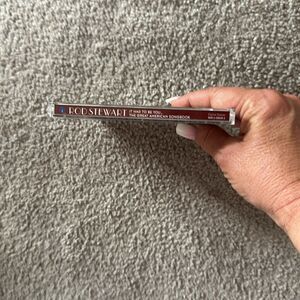 ROD STEWART
IT HAD TO BE YOU...
THE GREAT AMERICAN SONGBOOK